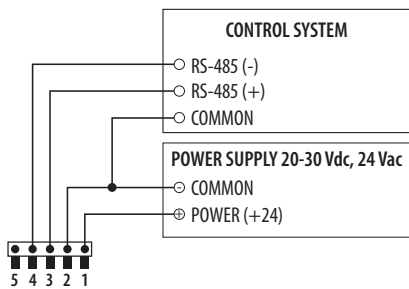 CONTROL SYSTEM
RS-485 (-)
RS-485 (+)
COMMON
POWER SUPPLY 20-30 Vdc, 24 Vac
- COMMON
+ POWER (+24)
5 4 3 2 1